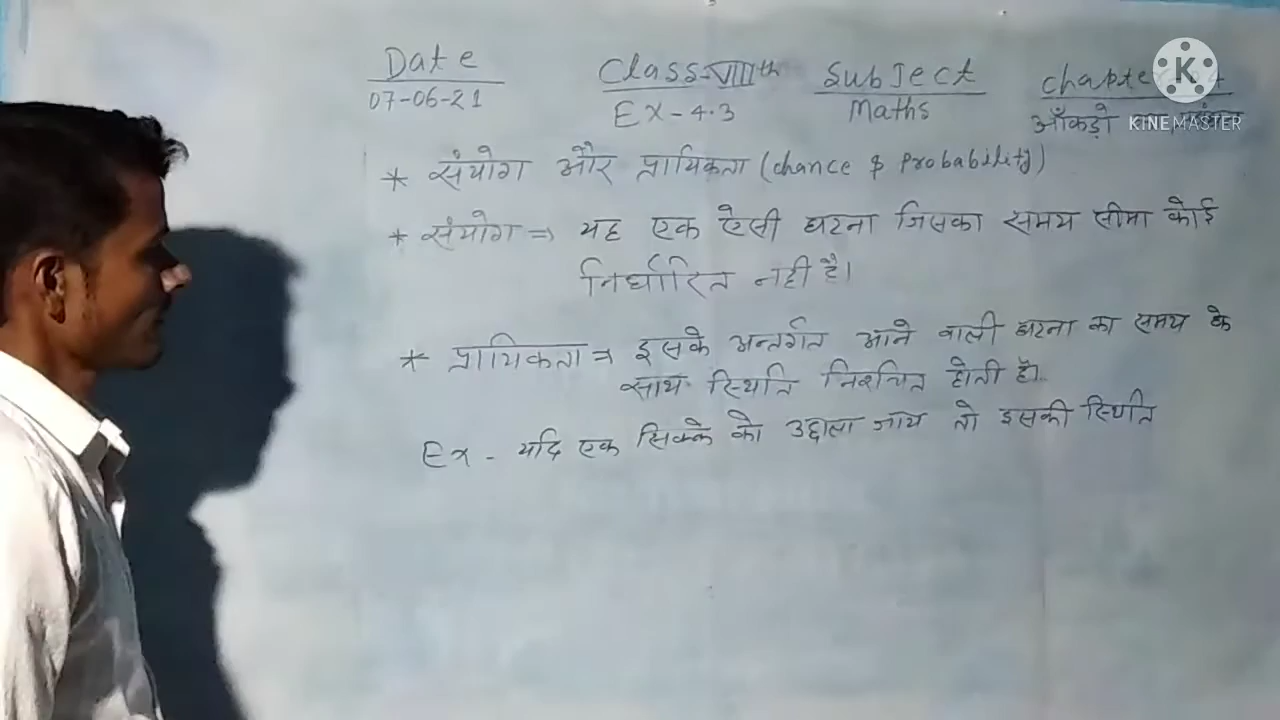 Date Class-VIIIth Subject
07-06-21 Ex-4.3 Maths आँकड़ो
KINEMASTER
* संयोग और प्रायिकता (chance & Probability)
* संयोग ⇒ यह एक ऐसी घटना जिसका समय सीमा कोई
निर्धारित नही है।
* प्रायिकता ⇒ इसके अन्तर्गत आने वाली घटना का समय के
साथ स्थिति निश्चित होती है।
Ex - यदि एक सिक्के को उछाला जाय तो इसकी स्थिति